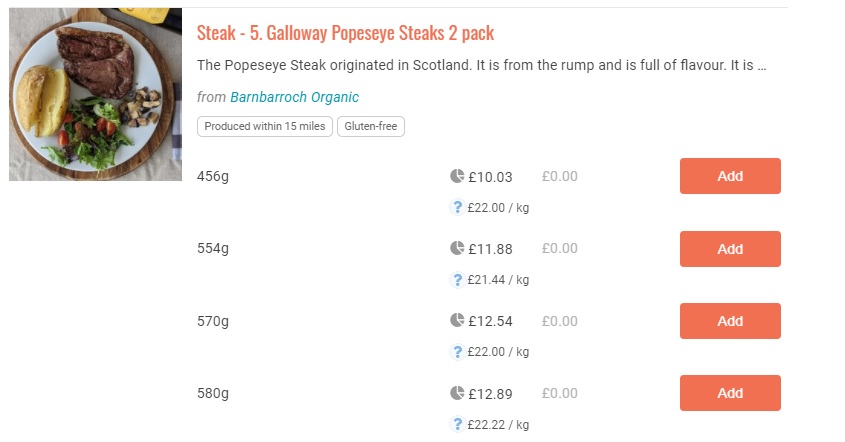 Steak - 5. Galloway Popeseye Steaks 2 pack
The Popeseye Steak originated in Scotland. It is from the rump and is full of flavour. It is ...
from Barnbarroch Organic
Produced within 15 miles Gluten-free
456g £10.03 £0.00 Add
? £22.00 / kg
554g £11.88 £0.00 Add
? £21.44 / kg
570g £12.54 £0.00 Add
? £22.00 / kg
580g £12.89 £0.00 Add
? £22.22 / kg